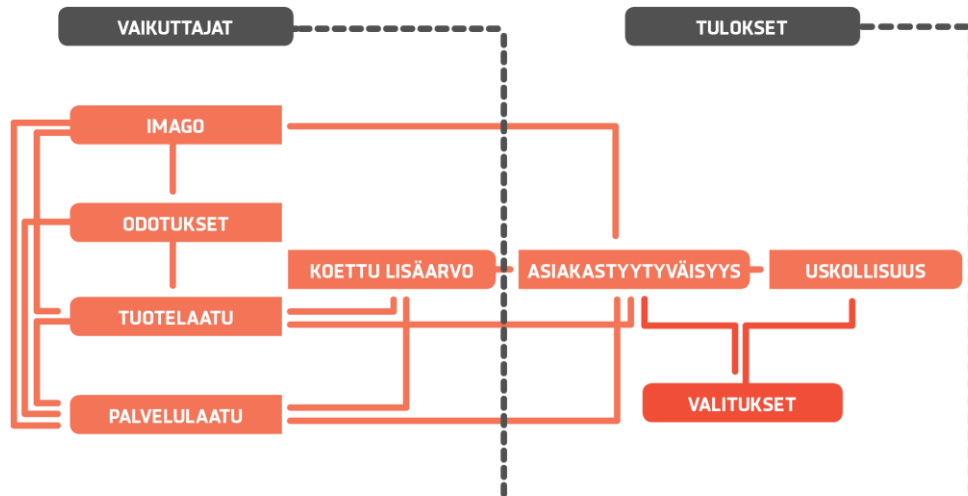 VAIKUTTAJAT
TULOKSET
IMAGO
ODOTUKSET
KOETTU LISÄARVO
ASIAKASTYYTYVÄISYYS
USKOLLISUUS
TUOTELAATU
VALITUKSET
PALVELULAATU